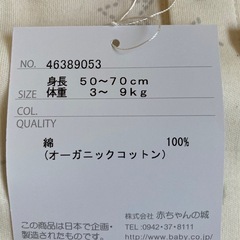 NO. 46389053
身長 50〜70cm
SIZE 体重 3〜 9kg
COL.
QUALITY
綿 100%
(オーガニックコットン)
株式会社 赤ちゃんの城
TEL 0942・37・8111
http://www.baby.co.jp/
この商品は日本で企画・
製造されたものです。